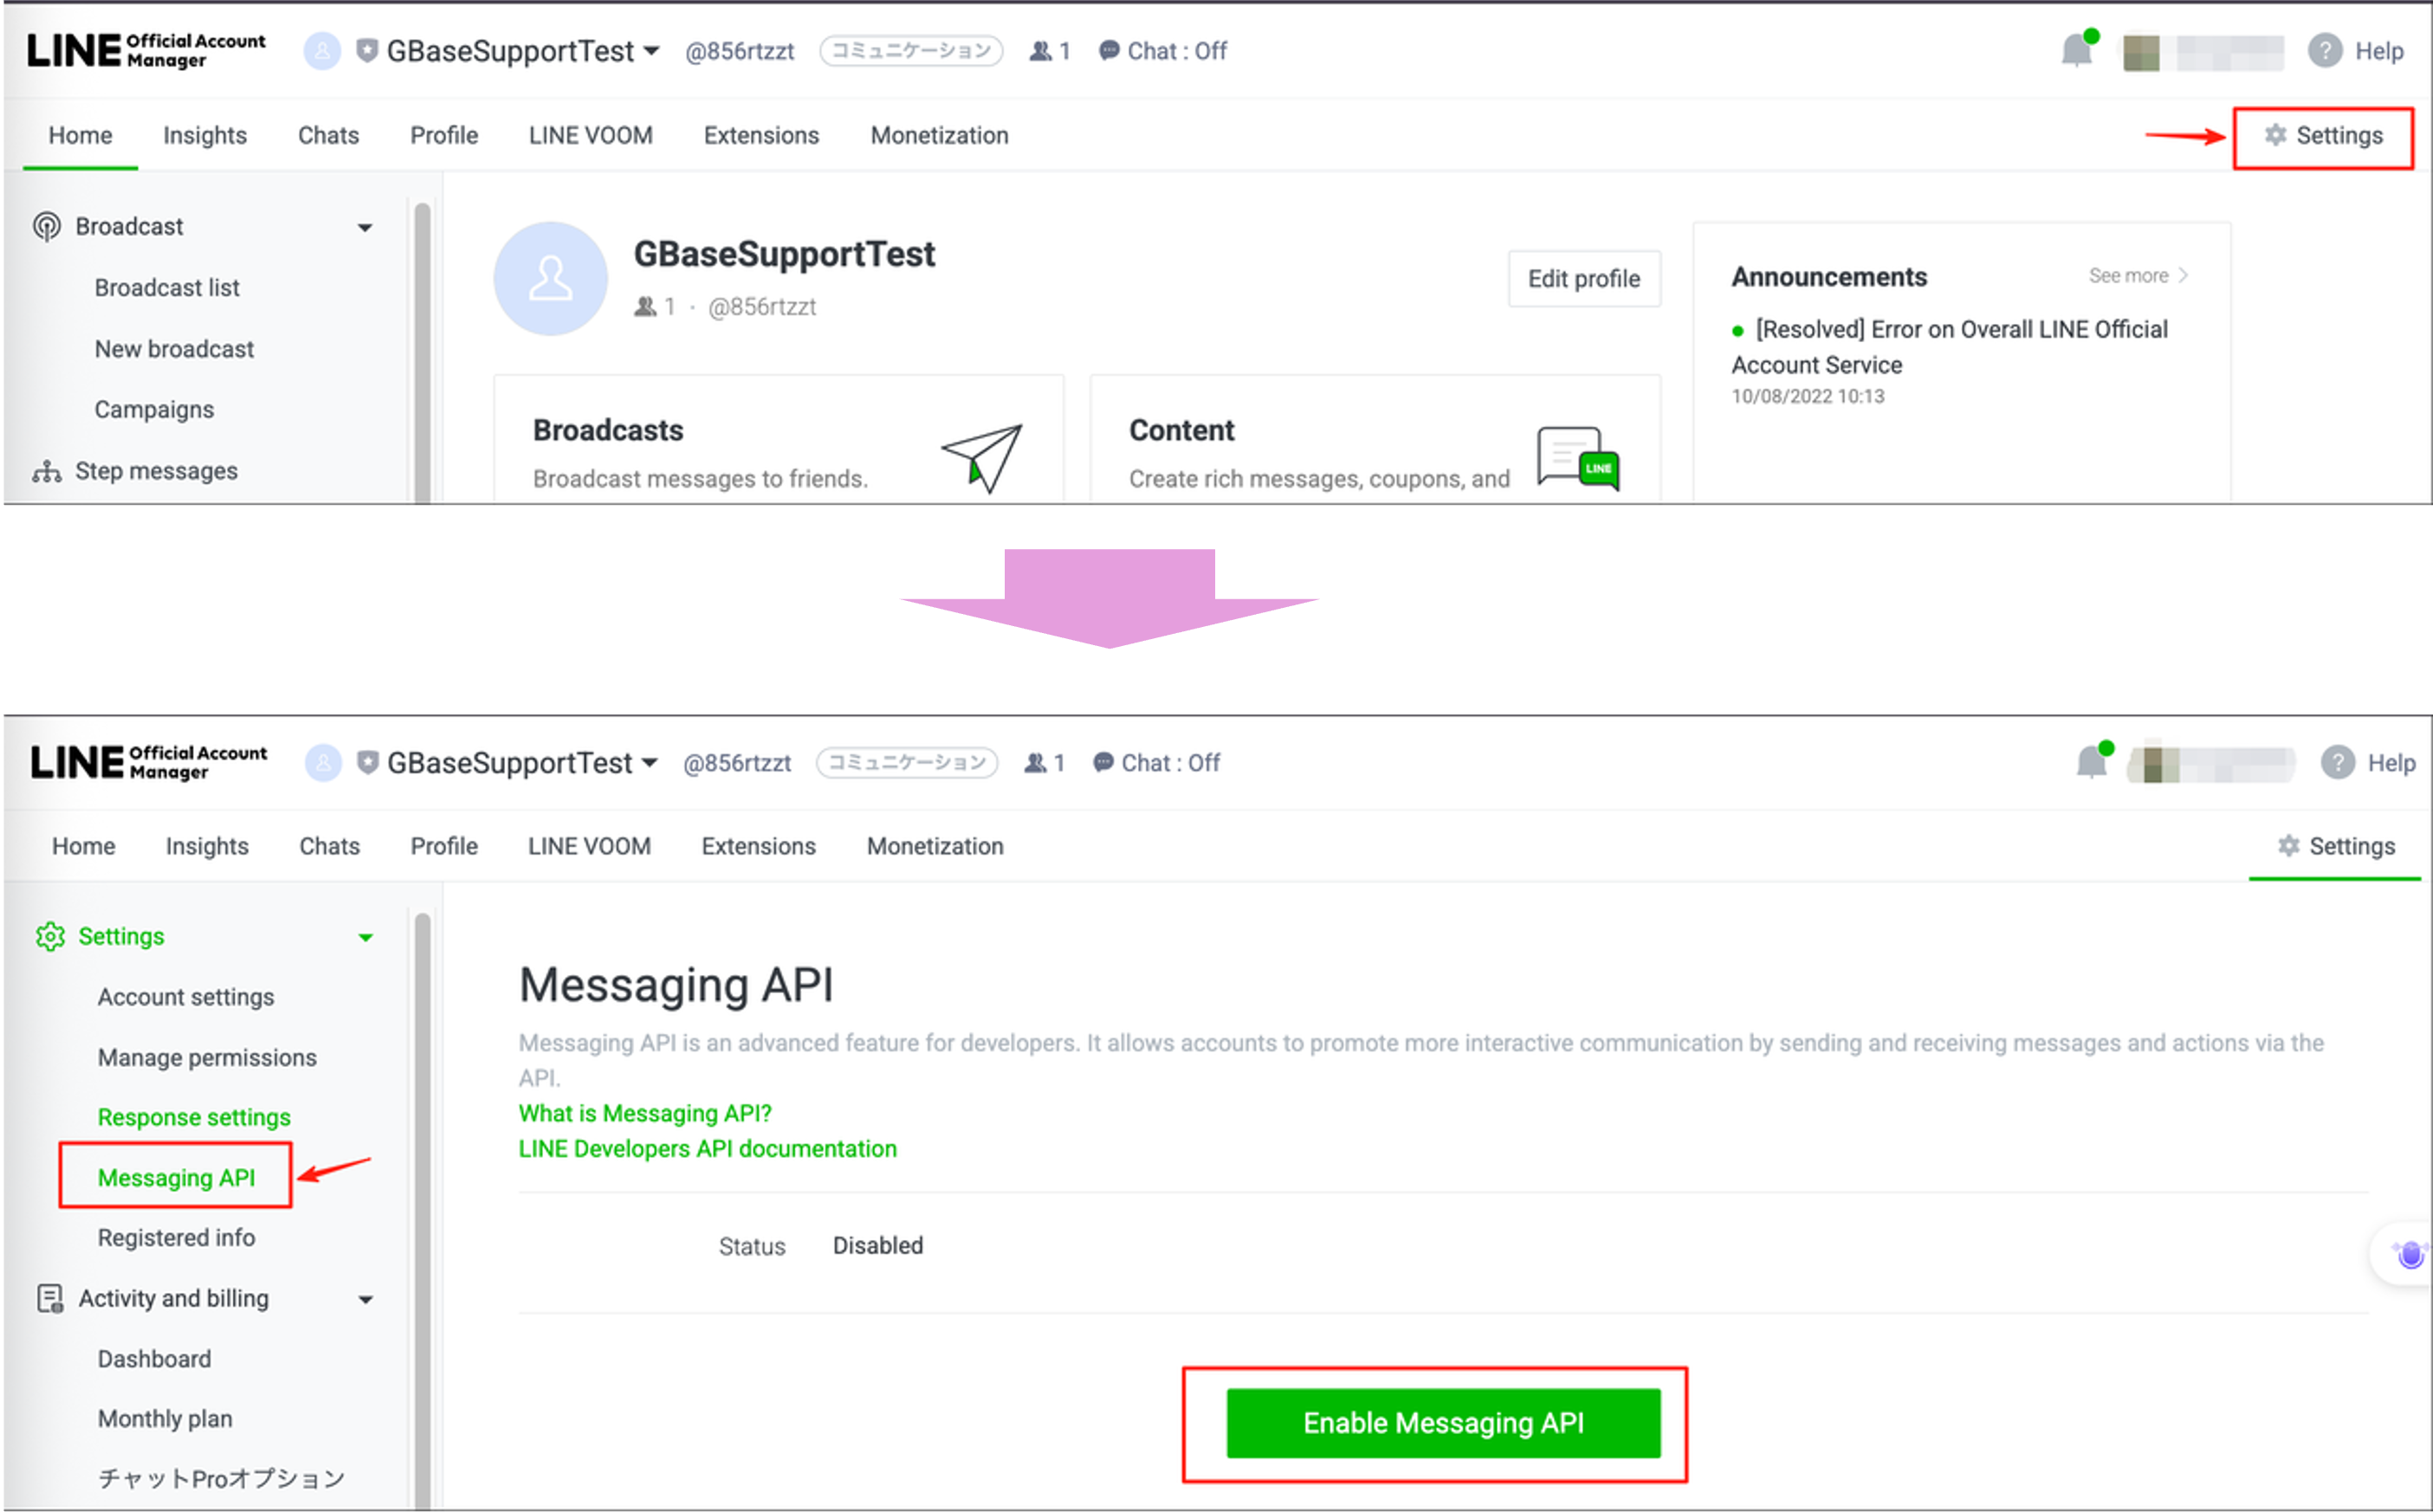 LINE Official Account Manager
GBaseSupportTest
@856rtzzt
コミュニケーション
1
Chat : Off
?
Help
Home
Insights
Chats
Profile
LINE VOOM
Extensions
Monetization
Settings
Broadcast
Broadcast list
New broadcast
Campaigns
Step messages
GBaseSupportTest
1 · @856rtzzt
Edit profile
Broadcasts
Broadcast messages to friends.
Content
Create rich messages, coupons, and
LINE
Announcements
See more
[Resolved] Error on Overall LINE Official
Account Service
10/08/2022 10:13
LINE Official Account Manager
GBaseSupportTest
@856rtzzt
コミュニケーション
1
Chat : Off
?
Help
Home
Insights
Chats
Profile
LINE VOOM
Extensions
Monetization
Settings
Settings
Account settings
Manage permissions
Response settings
Messaging API
Registered info
Activity and billing
Dashboard
Monthly plan
チャットProオプション
Messaging API
Messaging API is an advanced feature for developers. It allows accounts to promote more interactive communication by sending and receiving messages and actions via the
API.
What is Messaging API?
LINE Developers API documentation
Status
Disabled
Enable Messaging API